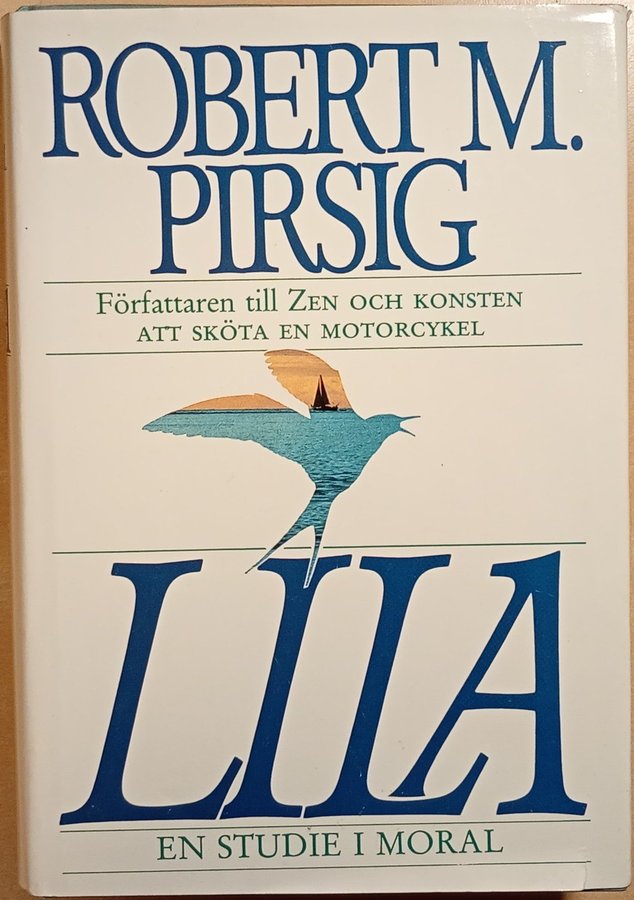 ROBERT M.
PIRSIG
Författaren till ZEN OCH KONSTEN
ATT SKÖTA EN MOTORCYKEL
LILA
EN STUDIE I MORAL